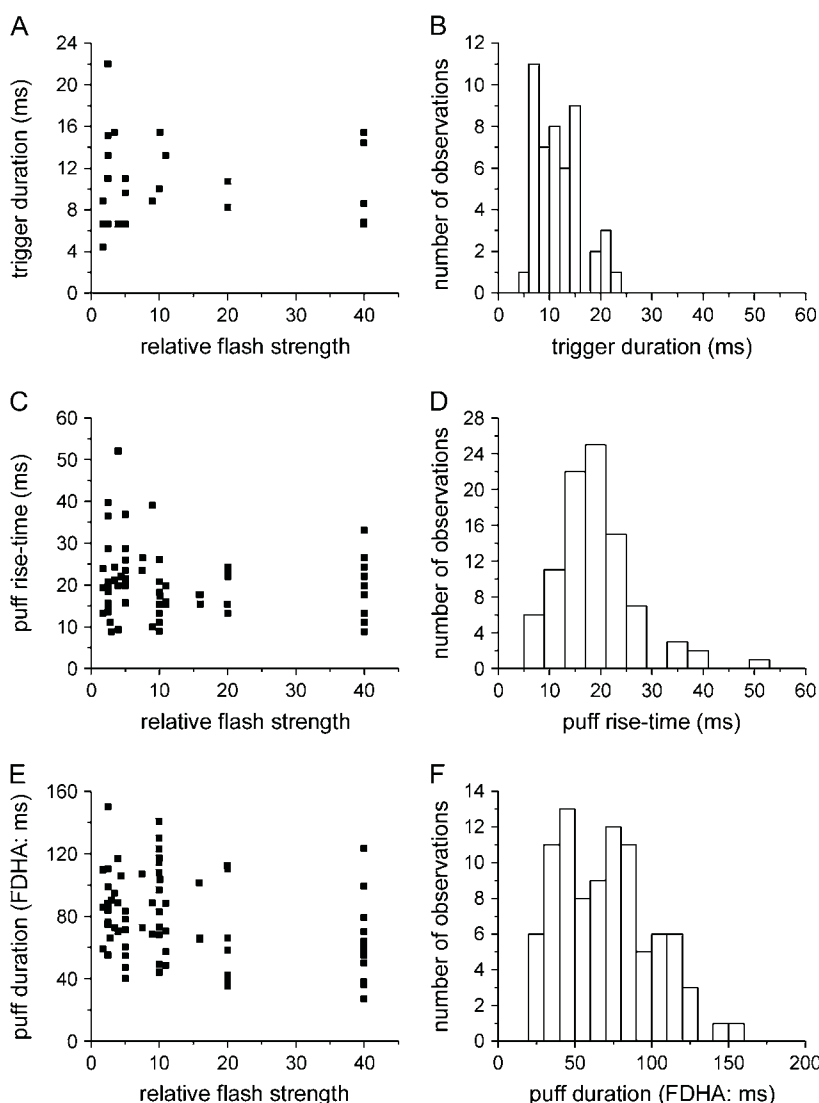 A
trigger duration (ms)
24
20
16
12
8
4
0
0 10 20 30 40
relative flash strength
B
number of observations
12
10
8
6
4
2
0
0 10 20 30 40 50 60
trigger duration (ms)
C
puff rise-time (ms)
60
50
40
30
20
10
0
0 10 20 30 40
relative flash strength
D
number of observations
28
24
20
16
12
8
4
0
0 10 20 30 40 50 60
puff rise-time (ms)
E
puff duration (FDHA: ms)
160
120
80
40
0
0 10 20 30 40
relative flash strength
F
number of observations
14
12
10
8
6
4
2
0
0 50 100 150 200
puff duration (FDHA: ms)